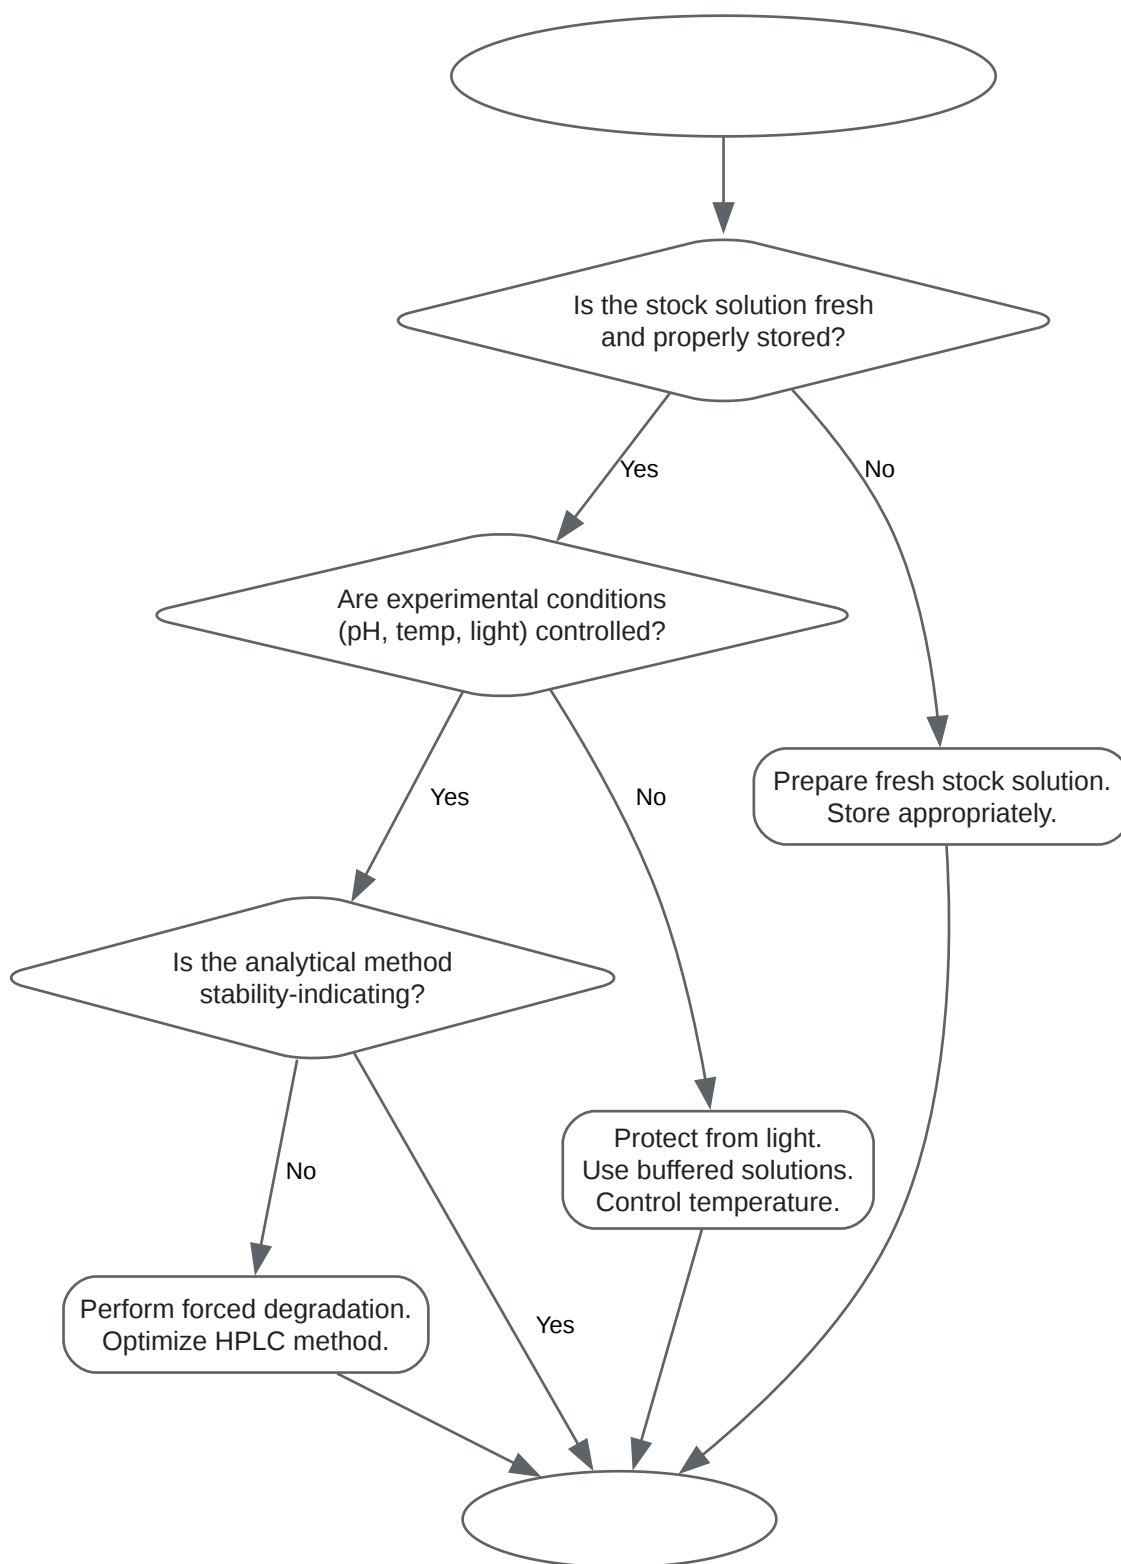 Is the stock solution fresh
and properly stored?
Yes
No
Are experimental conditions
(pH, temp, light) controlled?
Yes
No
Prepare fresh stock solution.
Store appropriately.
Is the analytical method
stability-indicating?
No
Yes
Protect from light.
Use buffered solutions.
Control temperature.
Perform forced degradation.
Optimize HPLC method.